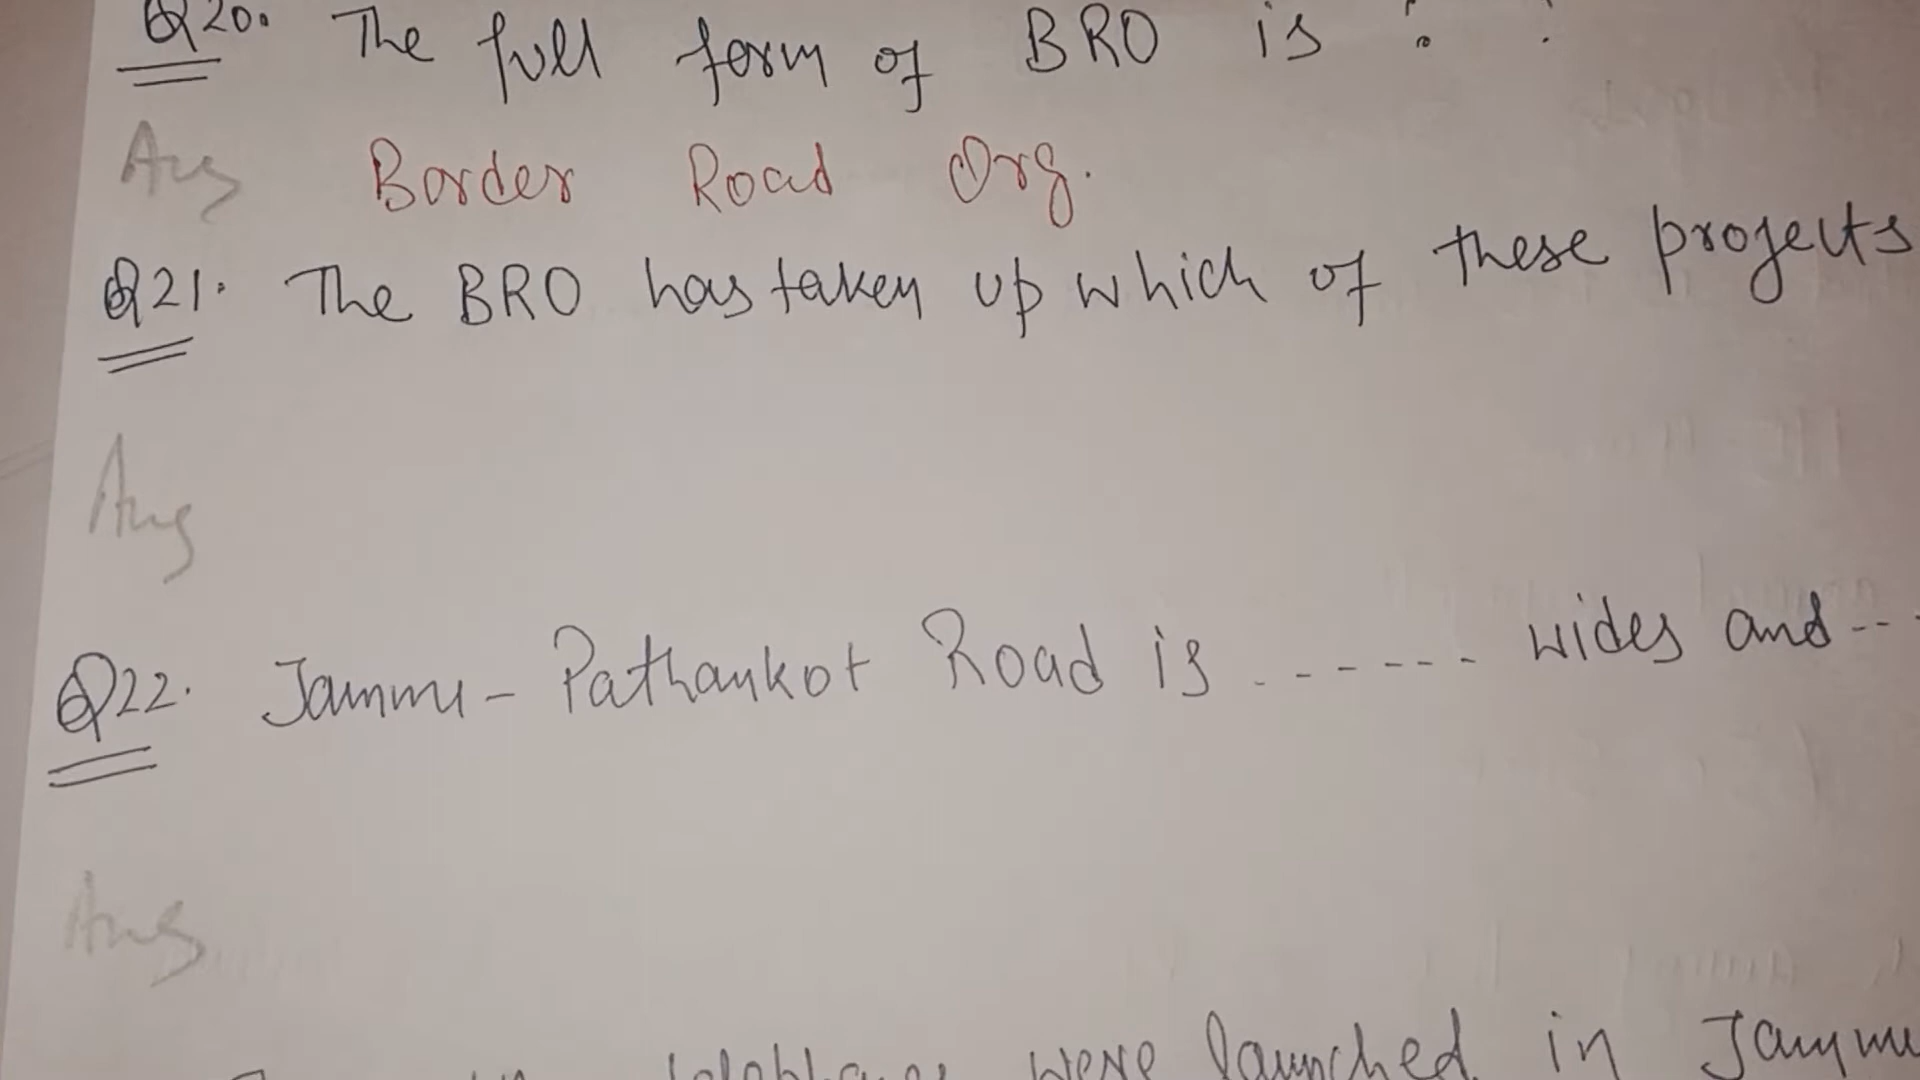 Q20. The full form of BRO is ?
Ans Border Road Org.
Q21. The BRO has taken up which of these projects
Ans
Q22. Jammu - Pathankot Road is ------ wides and --
Ans
were launched in Jammu